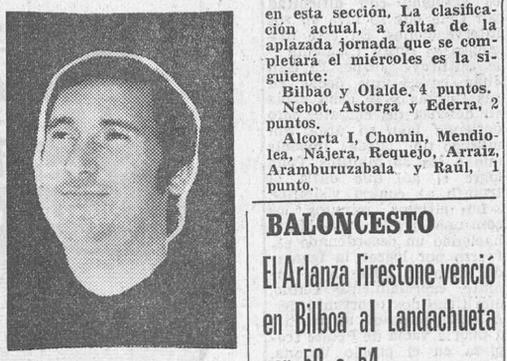 en esta sección. La clasifica-
ción actual, a falta de la
aplazada jornada que se com-
pletará el miércoles es la si-
guiente:
Bilbao y Olalde. 4 puntos.
Nebot, Astorga y Ederra, 2
puntos.
Alcorta I, Chomin, Mendio-
lea, Nájera, Requejo, Arraiz,
Aramburuzabala y Raúl, 1
punto.
BALONCESTO
El Arlanza Firestone venció
en Bilboa al Landachueta